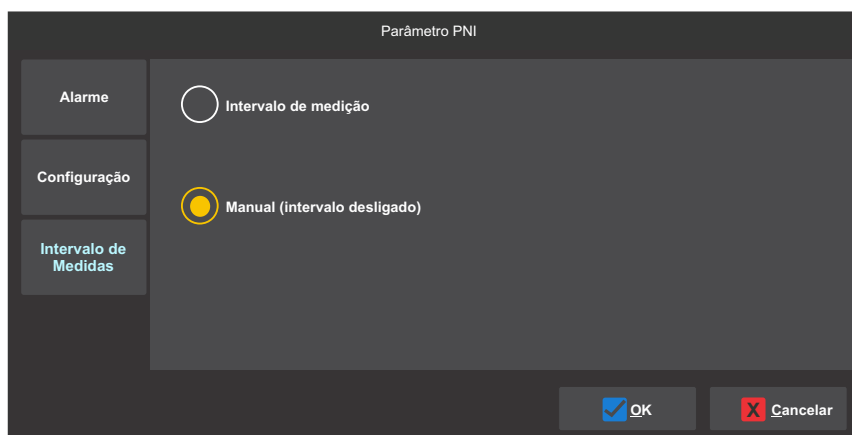 Parâmetro PNI
Alarme
Intervalo de medição
Configuração
Manual (intervalo desligado)
Intervalo de
Medidas
OK
X Cancelar